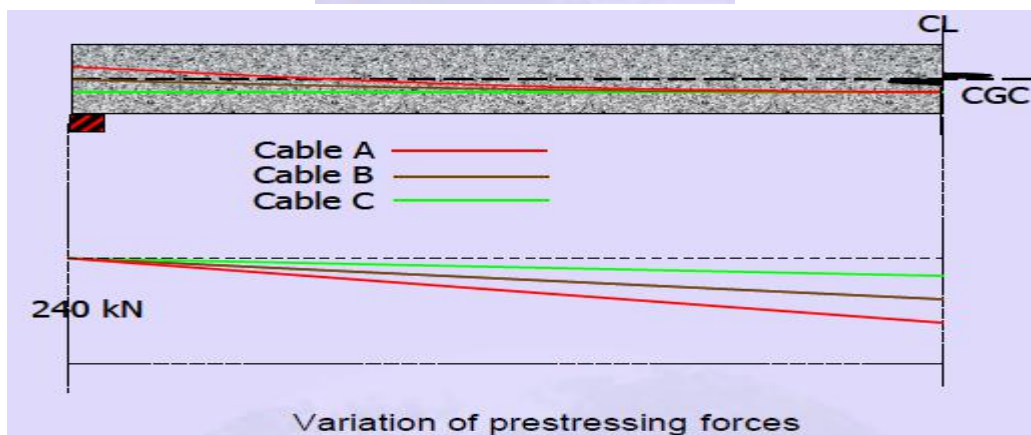 CL
CGC
Cable A
Cable B
Cable C
240 kN
Variation of prestressing forces